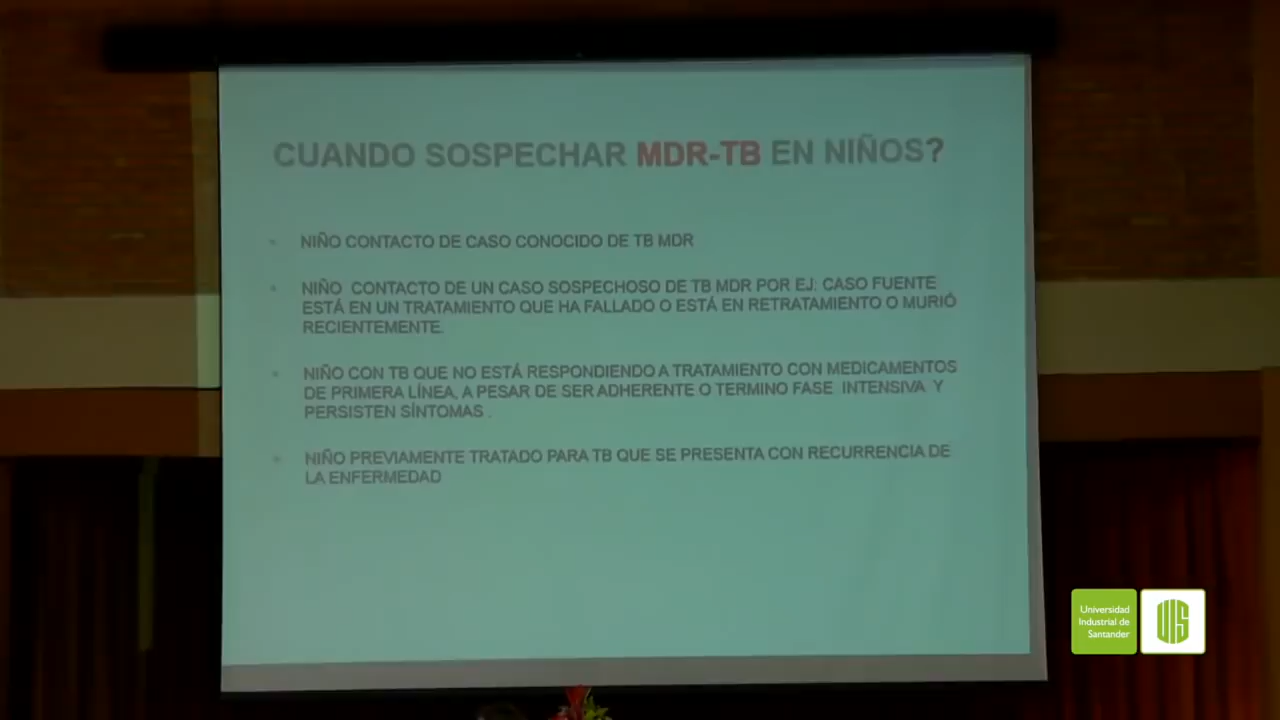 CUANDO SOSPECHAR MDR-TB EN NIÑOS?
• NIÑO CONTACTO DE CASO CONOCIDO DE TB MDR
• NIÑO CONTACTO DE UN CASO SOSPECHOSO DE TB MDR POR EJ: CASO FUENTE
ESTÁ EN UN TRATAMIENTO QUE HA FALLADO O ESTÁ EN RETRATAMIENTO O MURIÓ
RECIENTEMENTE.
• NIÑO CON TB QUE NO ESTÁ RESPONDIENDO A TRATAMIENTO CON MEDICAMENTOS
DE PRIMERA LÍNEA, A PESAR DE SER ADHERENTE O TERMINO FASE INTENSIVA Y
PERSISTEN SÍNTOMAS .
• NIÑO PREVIAMENTE TRATADO PARA TB QUE SE PRESENTA CON RECURRENCIA DE
LA ENFERMEDAD
Universidad
Industrial de
Santander
UIS